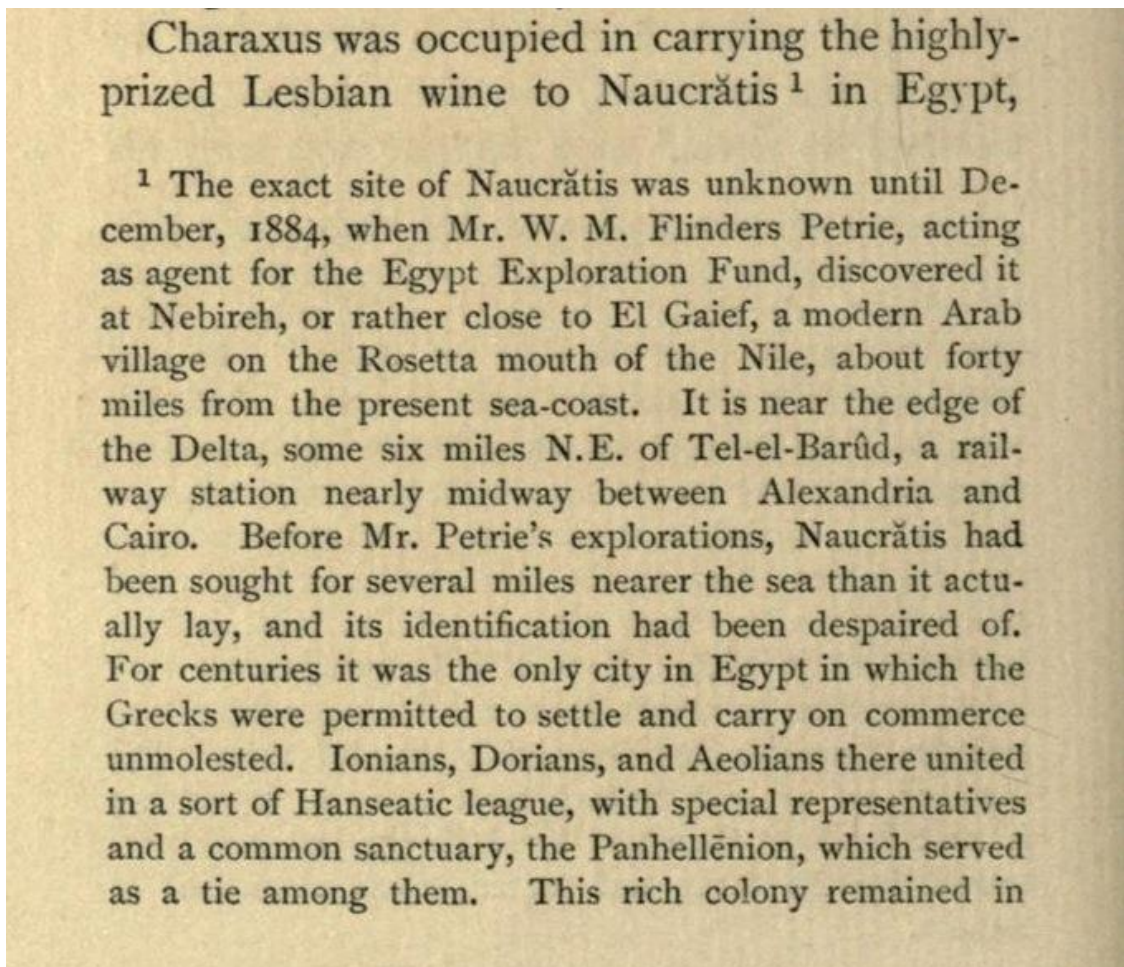 Charaxus was occupied in carrying the highly-
prized Lesbian wine to Naucrătis ¹ in Egypt,
¹ The exact site of Naucrătis was unknown until De-
cember, 1884, when Mr. W. M. Flinders Petrie, acting
as agent for the Egypt Exploration Fund, discovered it
at Nebireh, or rather close to El Gaief, a modern Arab
village on the Rosetta mouth of the Nile, about forty
miles from the present sea-coast. It is near the edge of
the Delta, some six miles N.E. of Tel-el-Barûd, a rail-
way station nearly midway between Alexandria and
Cairo. Before Mr. Petrie's explorations, Naucrătis had
been sought for several miles nearer the sea than it actu-
ally lay, and its identification had been despaired of.
For centuries it was the only city in Egypt in which the
Greeks were permitted to settle and carry on commerce
unmolested. Ionians, Dorians, and Aeolians there united
in a sort of Hanseatic league, with special representatives
and a common sanctuary, the Panhellēnion, which served
as a tie among them. This rich colony remained in